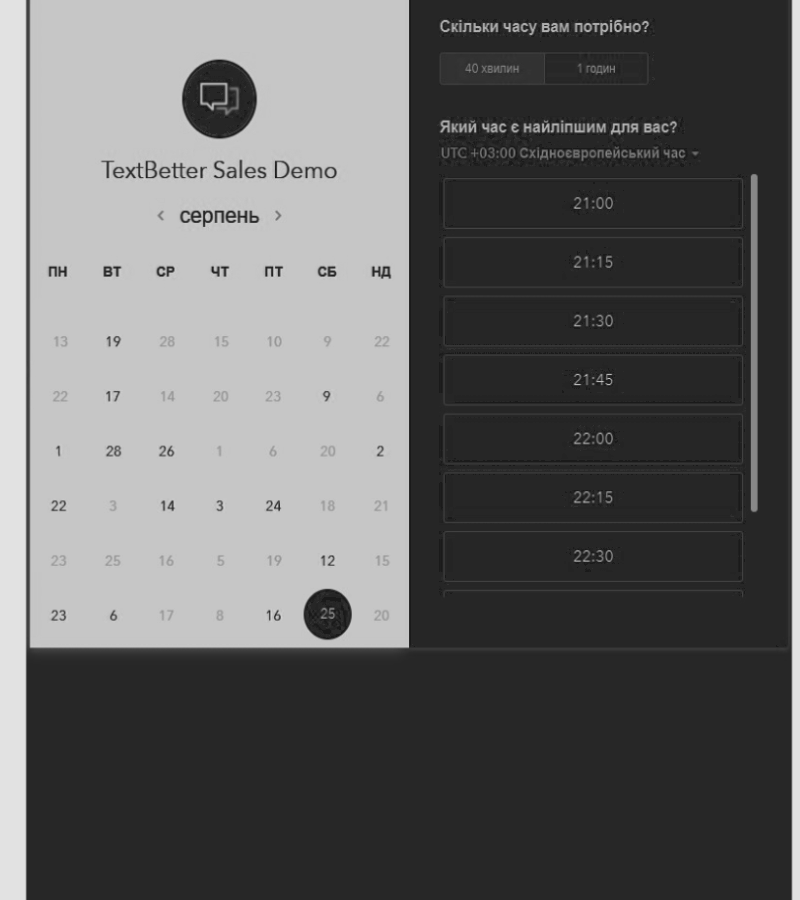 TextBetter Sales Demo
‹ серпень ›
ПН ВТ СР ЧТ ПТ СБ НД
13 19 28 15 10 9 22
22 17 14 20 23 9 6
1 28 26 1 6 20 2
22 3 14 3 24 18 21
23 25 16 5 19 12 15
23 6 17 8 16 25 20
Скільки часу вам потрібно?
40 хвилин 1 годин
Який час є найліпшим для вас?
UTC +03:00 Східноєвропейський час
21:00
21:15
21:30
21:45
22:00
22:15
22:30